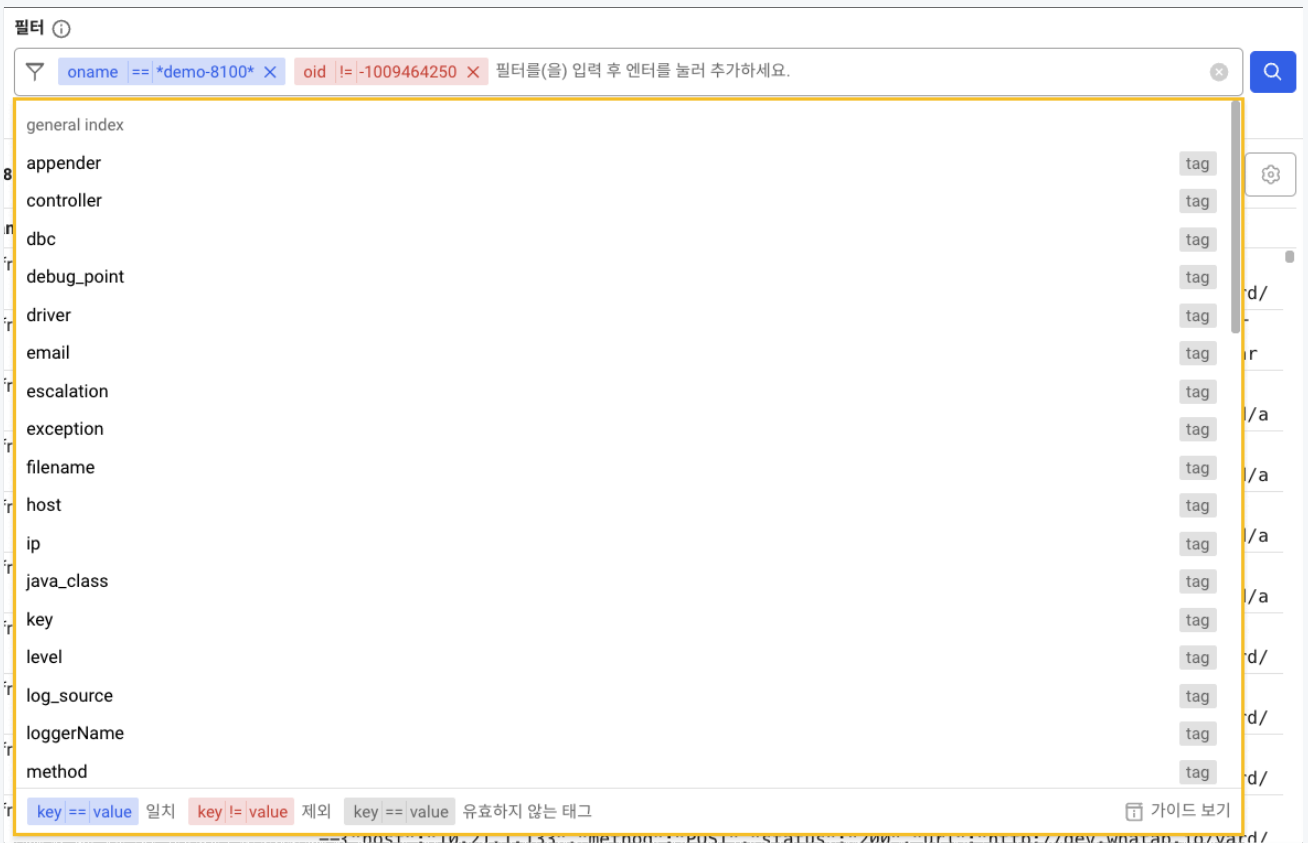 필터
oname == *demo-8100* oid != -1009464250 필터를(을) 입력 후 엔터를 눌러 추가하세요.
general index
appender tag
controller tag
dbc tag
debug_point tag
driver tag
email tag
escalation tag
exception tag
filename tag
host tag
ip tag
java_class tag
key tag
level tag
log_source tag
loggerName tag
method tag
key == value 일치 key != value 제외 key == value 유효하지 않는 태그 가이드 보기